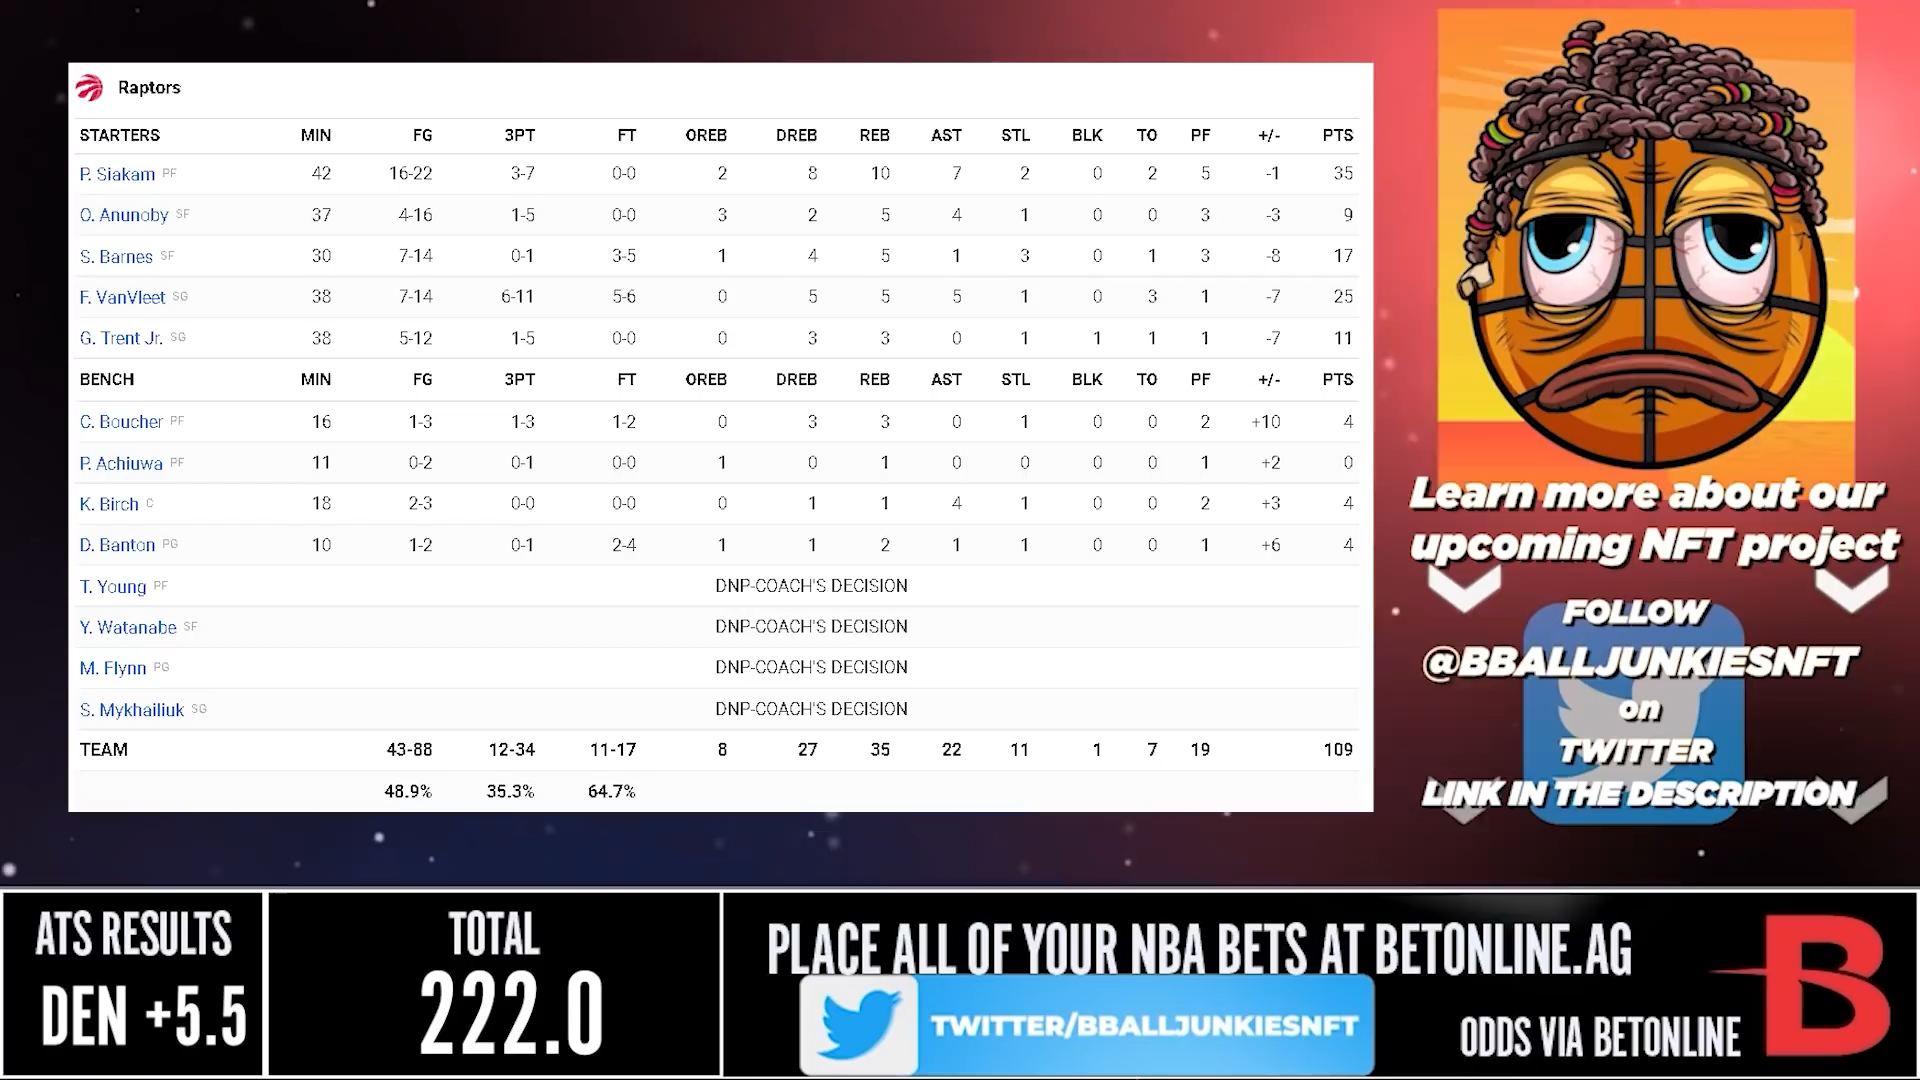 Raptors
STARTERS MIN FG 3PT FT OREB DREB REB AST STL BLK TO PF +/- PTS
P. Siakam PF 42 16-22 3-7 0-0 2 8 10 7 2 0 2 5 -1 35
O. Anunoby SF 37 4-16 1-5 0-0 3 2 5 4 1 0 0 3 -3 9
S. Barnes SF 30 7-14 0-1 3-5 1 4 5 1 3 0 1 3 -8 17
F. VanVleet SG 38 7-14 6-11 5-6 0 5 5 5 1 0 3 1 -7 25
G. Trent Jr. SG 38 5-12 1-5 0-0 0 3 3 0 1 1 1 1 -7 11
BENCH MIN FG 3PT FT OREB DREB REB AST STL BLK TO PF +/- PTS
C. Boucher PF 16 1-3 1-3 1-2 0 3 3 0 1 0 0 2 +10 4
P. Achiuwa PF 11 0-2 0-1 0-0 1 0 1 0 0 0 0 1 +2 0
K. Birch C 18 2-3 0-0 0-0 0 1 1 4 1 0 0 2 +3 4
D. Banton PG 10 1-2 0-1 2-4 1 1 2 1 1 0 0 1 +6 4
T. Young PF DNP-COACH'S DECISION
Y. Watanabe SF DNP-COACH'S DECISION
M. Flynn PG DNP-COACH'S DECISION
S. Mykhailiuk SG DNP-COACH'S DECISION
TEAM 43-88 12-34 11-17 8 27 35 22 11 1 7 19 109
48.9% 35.3% 64.7%
Learn more about our
upcoming NFT project
FOLLOW
@BBALLJUNKIESNFT
on
TWITTER
LINK IN THE DESCRIPTION
ATS RESULTS
DEN +5.5
TOTAL
222.0
PLACE ALL OF YOUR NBA BETS AT BETONLINE.AG
TWITTER/BBALLJUNKIESNFT
ODDS VIA BETONLINE
B